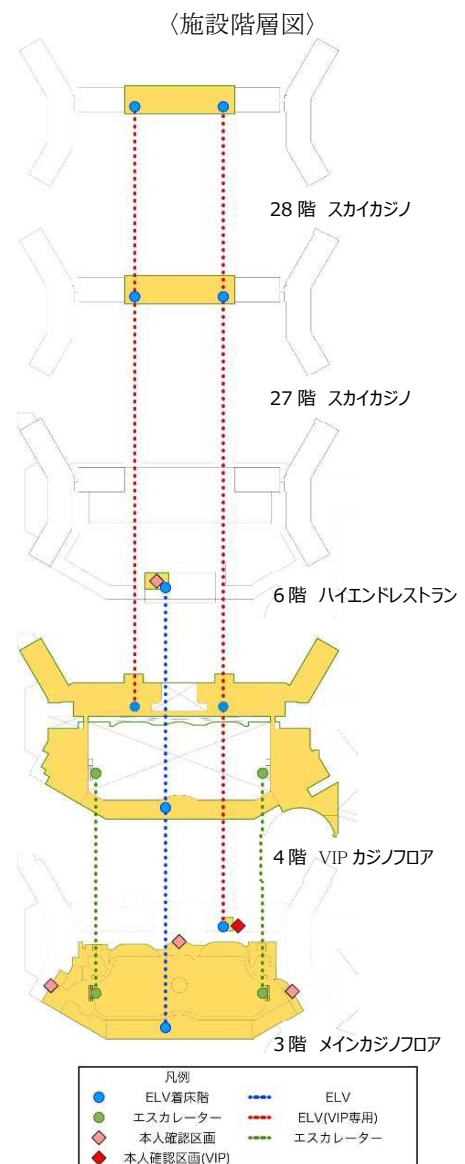 〈施設階層図〉
28 階 スカイカジノ
27 階 スカイカジノ
6 階 ハイエンドレストラン
4 階 VIP カジノフロア
3 階 メインカジノフロア
凡例
ELV着床階 ELV
エスカレーター ELV(VIP専用)
本人確認区画 エスカレーター
本人確認区画(VIP)